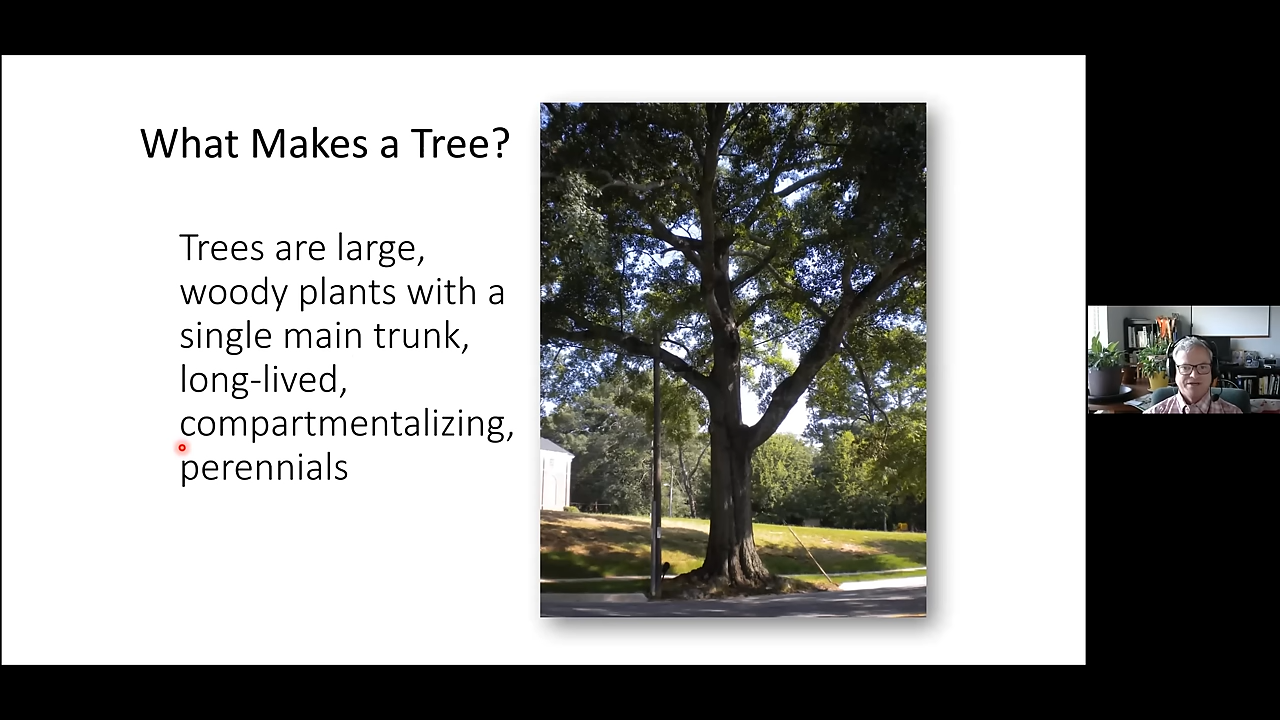 What Makes a Tree?
Trees are large,
woody plants with a
single main trunk,
long-lived,
compartmentalizing,
perennials